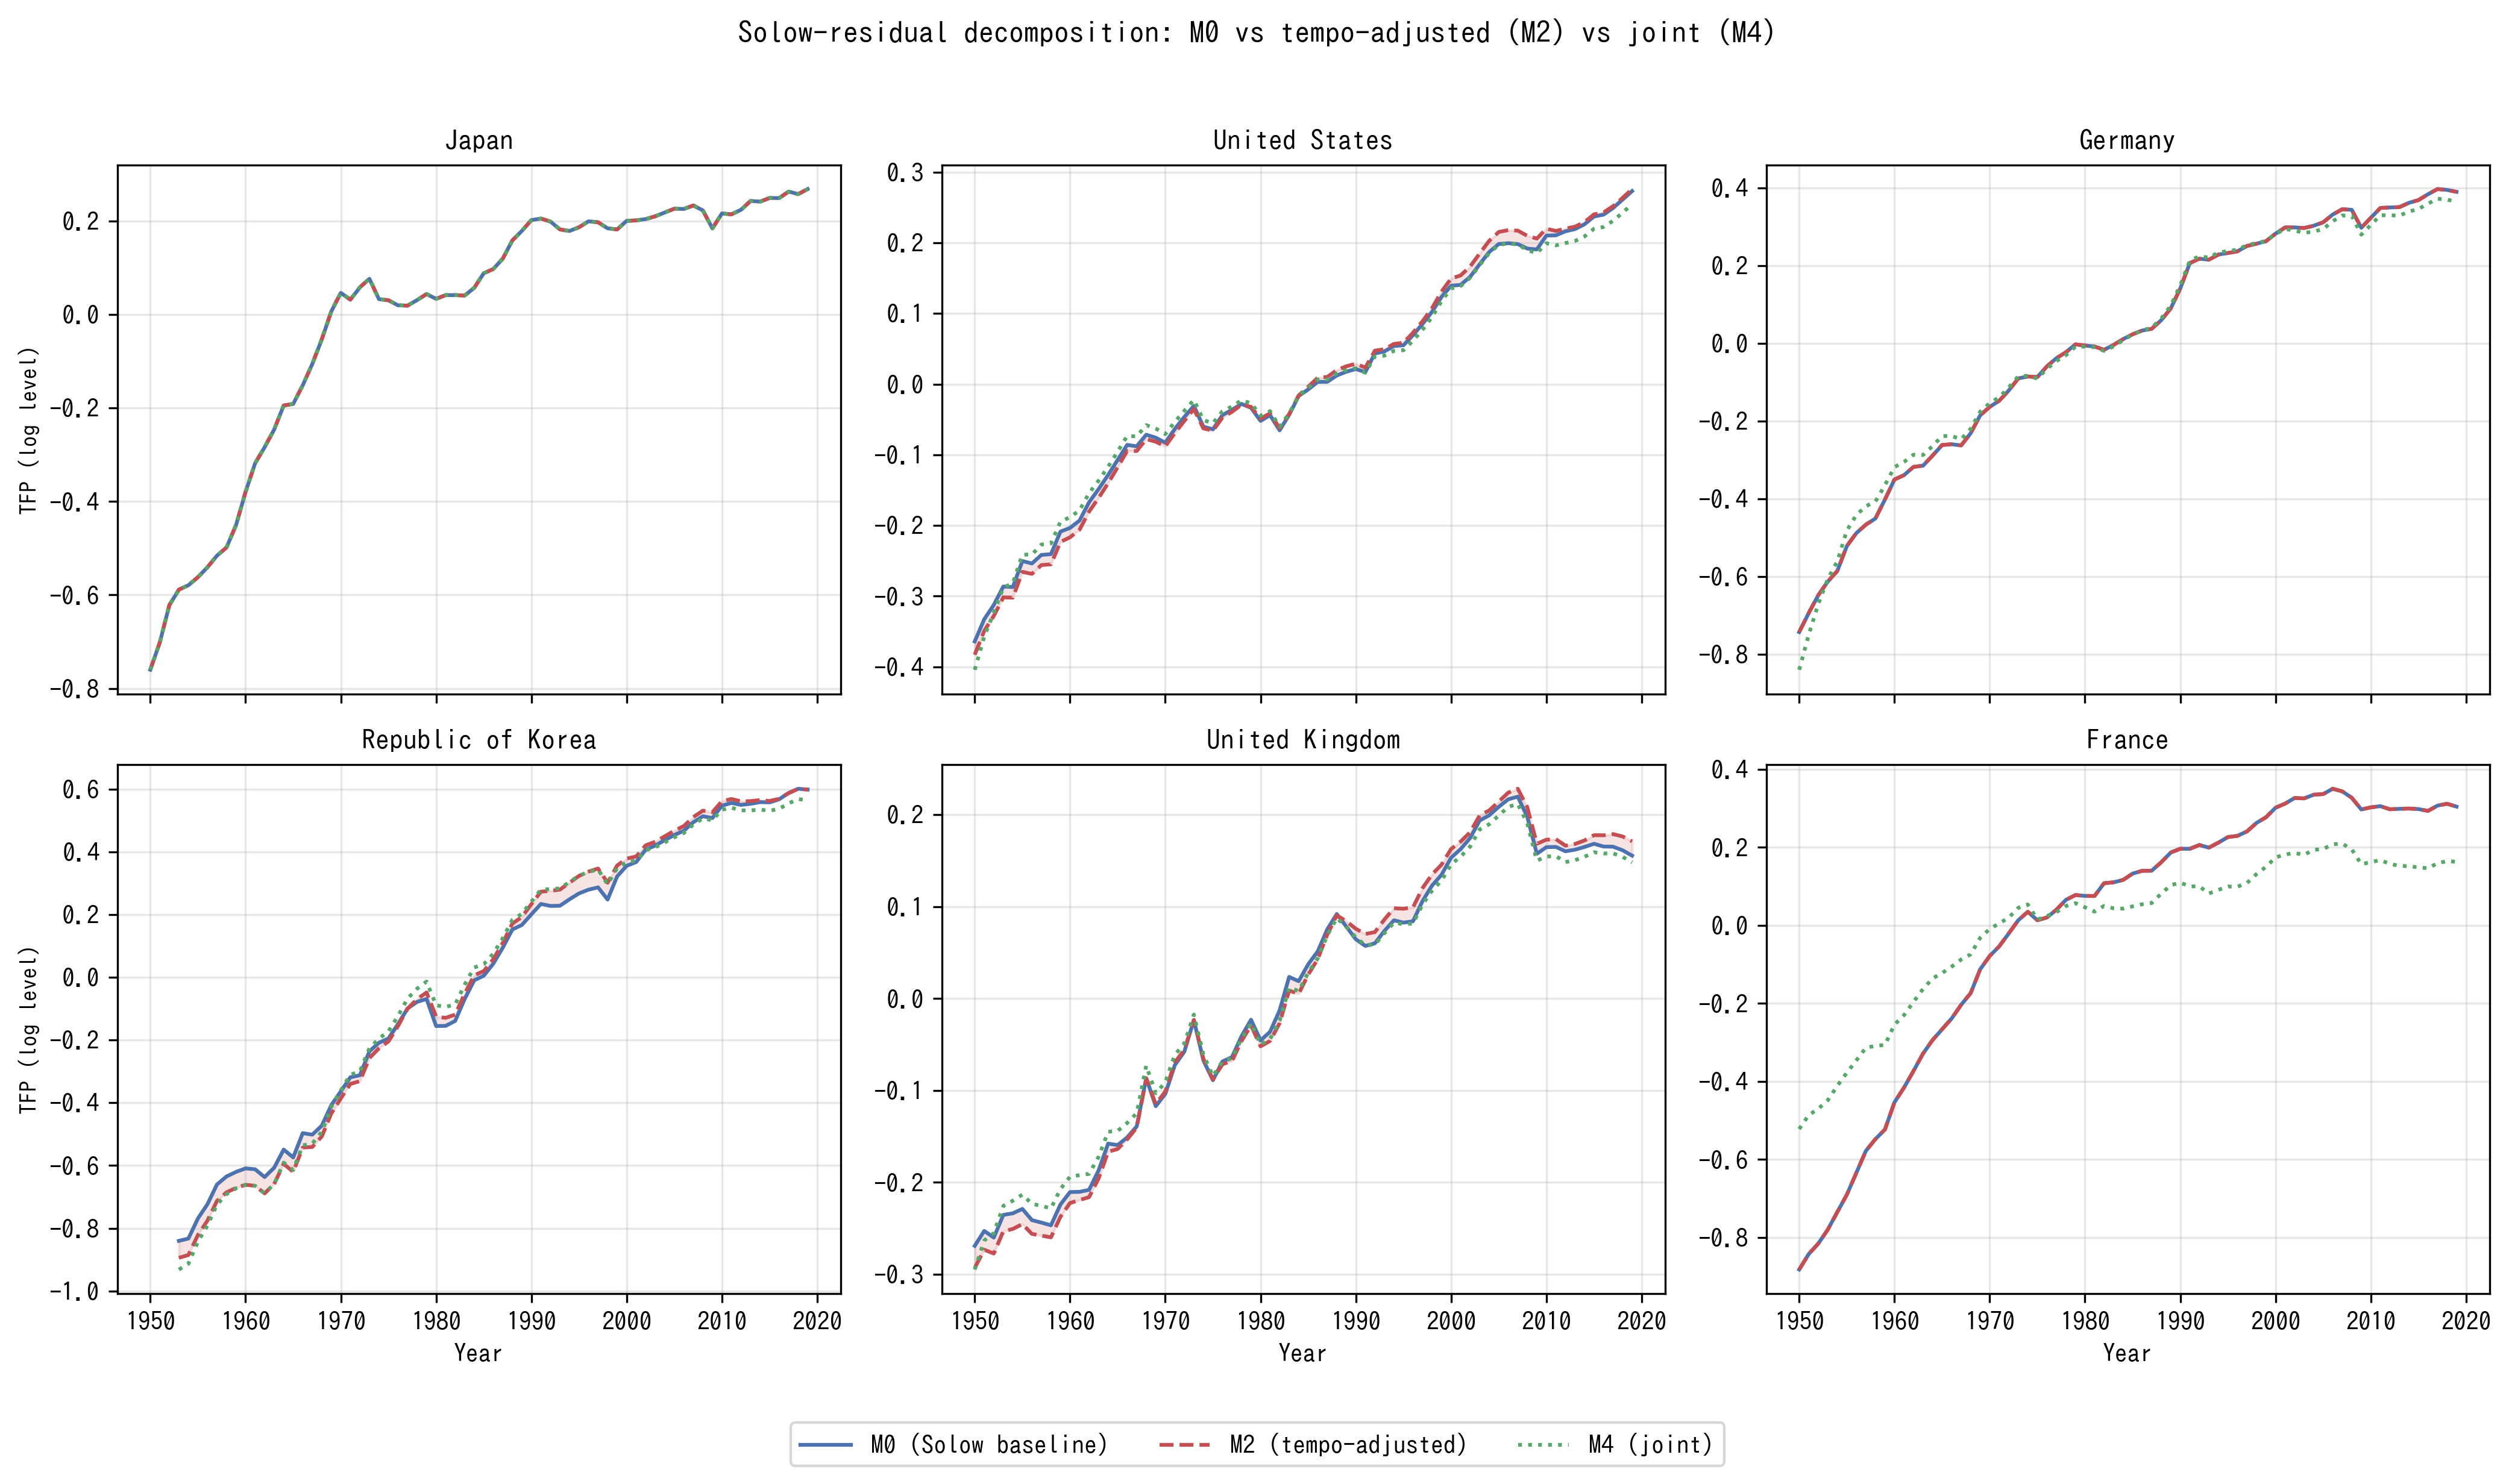 Solow-residual decomposition: M0 vs tempo-adjusted (M2) vs joint (M4)
Japan
United States
Germany
TFP (log level)
0.2
0.0
−0.2
−0.4
−0.6
−0.8
0.3
0.2
0.1
0.0
−0.1
−0.2
−0.3
−0.4
0.4
0.2
0.0
−0.2
−0.4
−0.6
−0.8
Republic of Korea
United Kingdom
France
TFP (log level)
0.6
0.4
0.2
0.0
−0.2
−0.4
−0.6
−0.8
−1.0
0.2
0.1
0.0
−0.1
−0.2
−0.3
0.4
0.2
0.0
−0.2
−0.4
−0.6
−0.8
1950 1960 1970 1980 1990 2000 2010 2020
1950 1960 1970 1980 1990 2000 2010 2020
1950 1960 1970 1980 1990 2000 2010 2020
Year
Year
Year
M0 (Solow baseline)
M2 (tempo-adjusted)
M4 (joint)